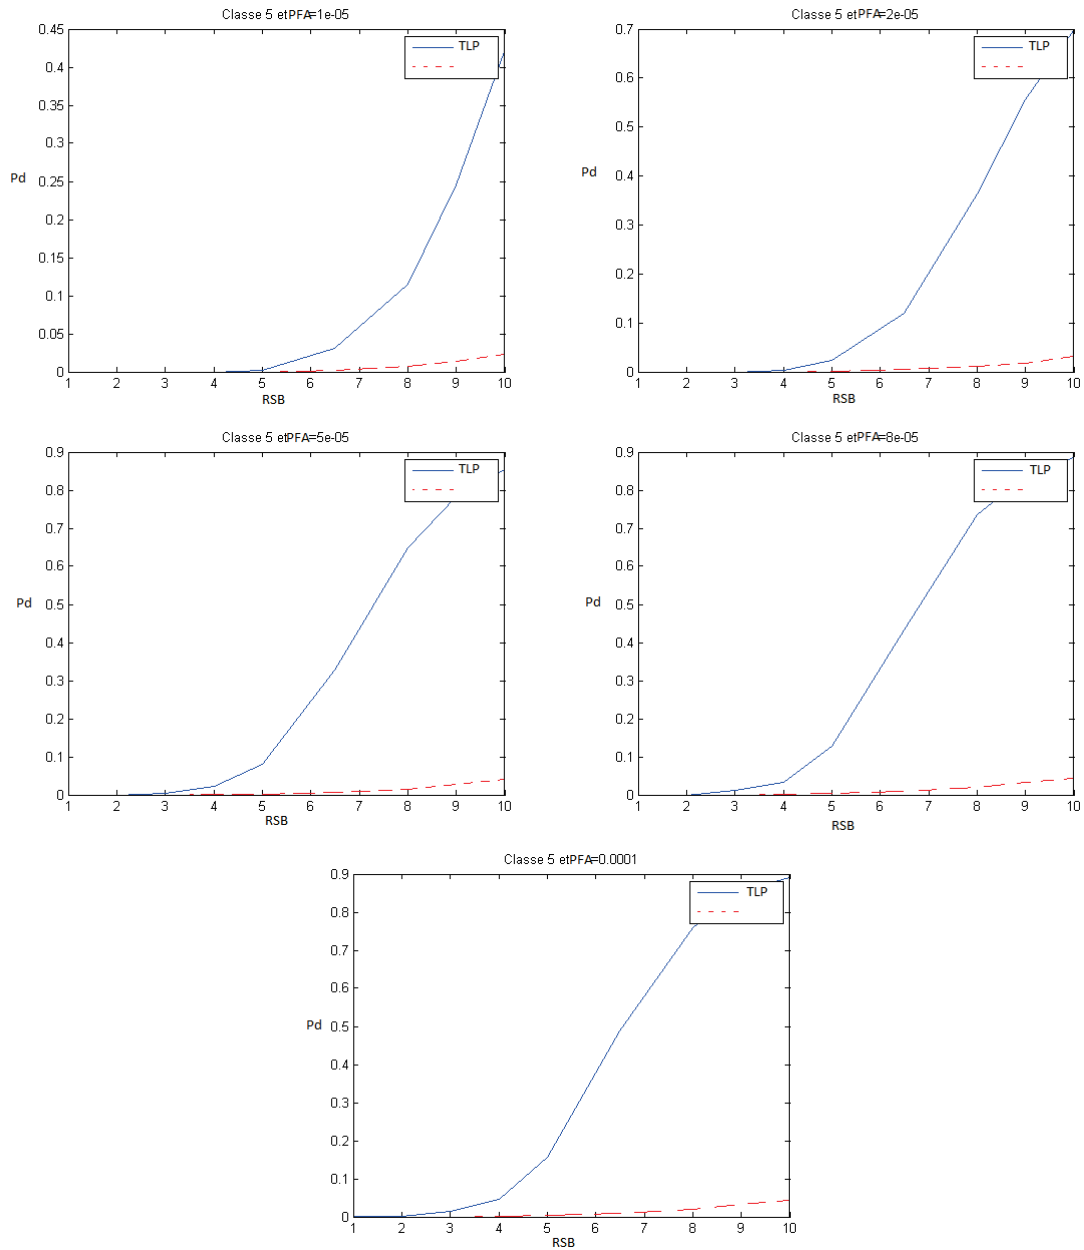 Classe 5 etPFA=1e-05
0.45
0.4
0.35
0.3
0.25
0.2
0.15
0.1
0.05
0
Pd
TLP
1 2 3 4 5 6 7 8 9 10
RSB
Classe 5 etPFA=2e-05
0.7
0.6
0.5
0.4
0.3
0.2
0.1
0
Pd
TLP
1 2 3 4 5 6 7 8 9 10
RSB
Classe 5 etPFA=5e-05
0.9
0.8
0.7
0.6
0.5
0.4
0.3
0.2
0.1
0
Pd
TLP
1 2 3 4 5 6 7 8 9 10
RSB
Classe 5 etPFA=8e-05
0.9
0.8
0.7
0.6
0.5
0.4
0.3
0.2
0.1
0
Pd
TLP
1 2 3 4 5 6 7 8 9 10
RSB
Classe 5 etPFA=0.0001
0.9
0.8
0.7
0.6
0.5
0.4
0.3
0.2
0.1
0
Pd
TLP
1 2 3 4 5 6 7 8 9 10
RSB